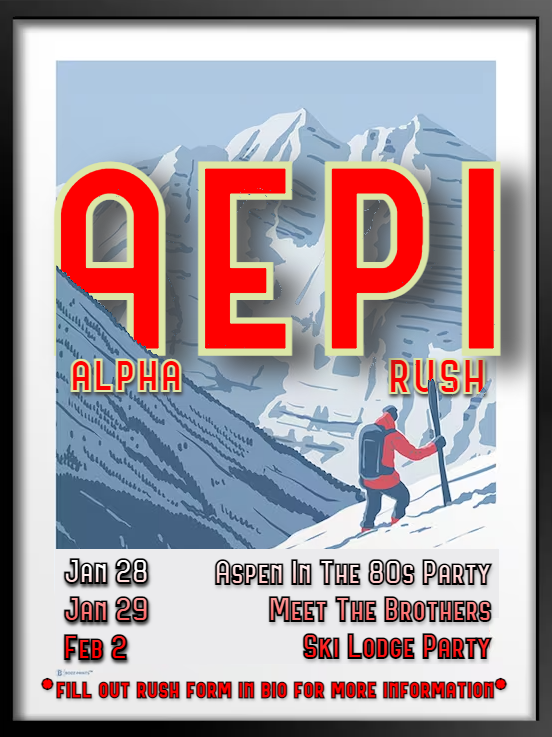 AEPI
ALPHA RUSH
Jan 28 Aspen In The 80s Party
Jan 29 Meet The Brothers
Feb 2 Ski Lodge Party
*FILL OUT RUSH FORM IN BIO FOR MORE INFORMATION*